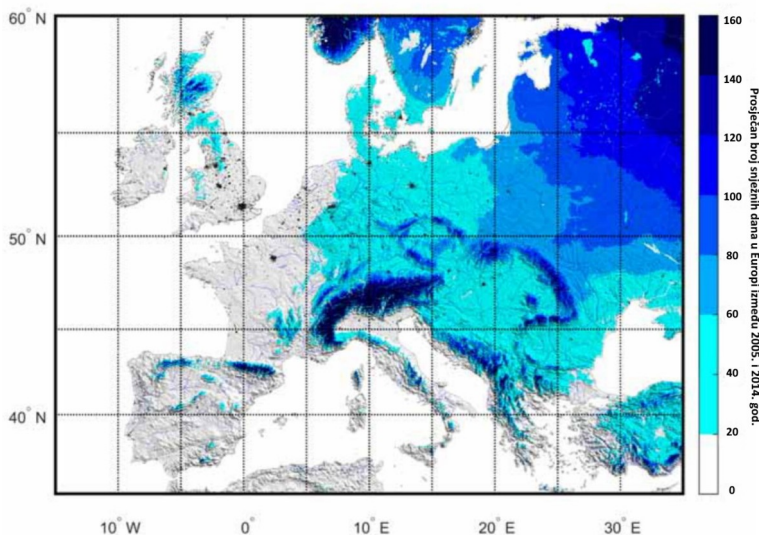 60° N
50° N
40° N
10° W
0°
10° E
20° E
30° E
160
140
120
100
80
60
40
20
0
Prosječan broj snježnih dana u Europi između 2005. i 2014. god.